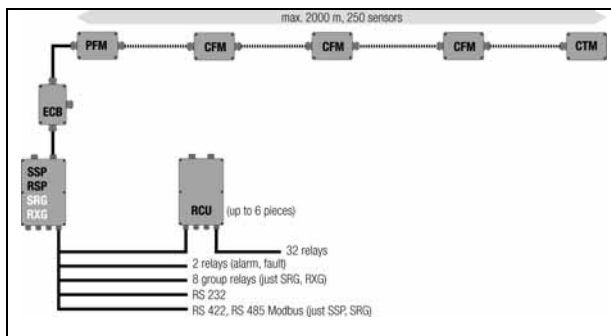 max. 2000 m, 250 sensors
PFM CFM CFM CFM CTM
ECB
SSP
RSP
SRG
RXG
RCU (up to 6 pieces)
32 relays
2 relays (alarm, fault)
8 group relays (just SRG, RXG)
RS 232
RS 422, RS 485 Modbus (just SSP, SRG)